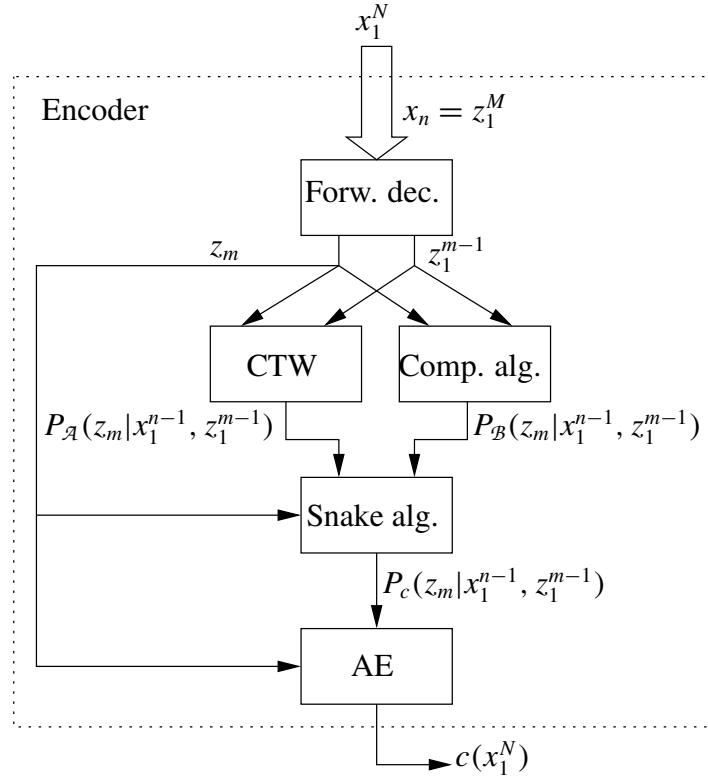 x_1^N
Encoder
x_n = z_1^M
Forw. dec.
z_m
z_1^{m−1}
CTW
Comp. alg.
P_𝒜(z_m|x_1^{n−1}, z_1^{m−1})
P_ℬ(z_m|x_1^{n−1}, z_1^{m−1})
Snake alg.
P_c(z_m|x_1^{n−1}, z_1^{m−1})
AE
c(x_1^N)